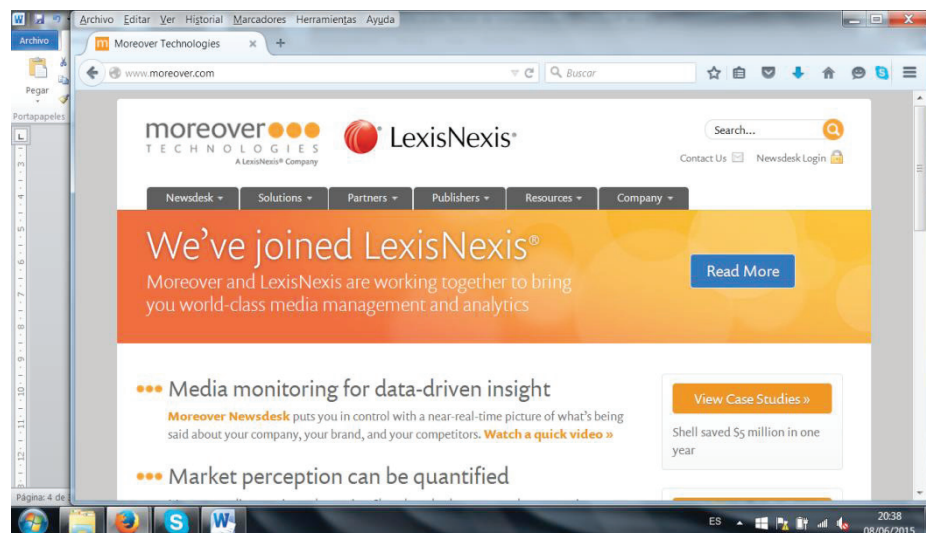 Archivo Editar Ver Historial Marcadores Herramientas Ayuda
Archivo
Moreover Technologies
www.moreover.com
Buscar
Pegar
Portapapeles
moreover
TECHNOLOGIES
A LexisNexis® Company
LexisNexis®
Search...
Contact Us Newsdesk Login
Newsdesk Solutions Partners Publishers Resources Company
We've joined LexisNexis®
Moreover and LexisNexis are working together to bring
you world-class media management and analytics
Read More
Media monitoring for data-driven insight
Moreover Newsdesk puts you in control with a near-real-time picture of what's being
said about your company, your brand, and your competitors. Watch a quick video »
View Case Studies »
Shell saved $5 million in one
year
Market perception can be quantified
Página: 4 de
ES
20:38
08/06/2015